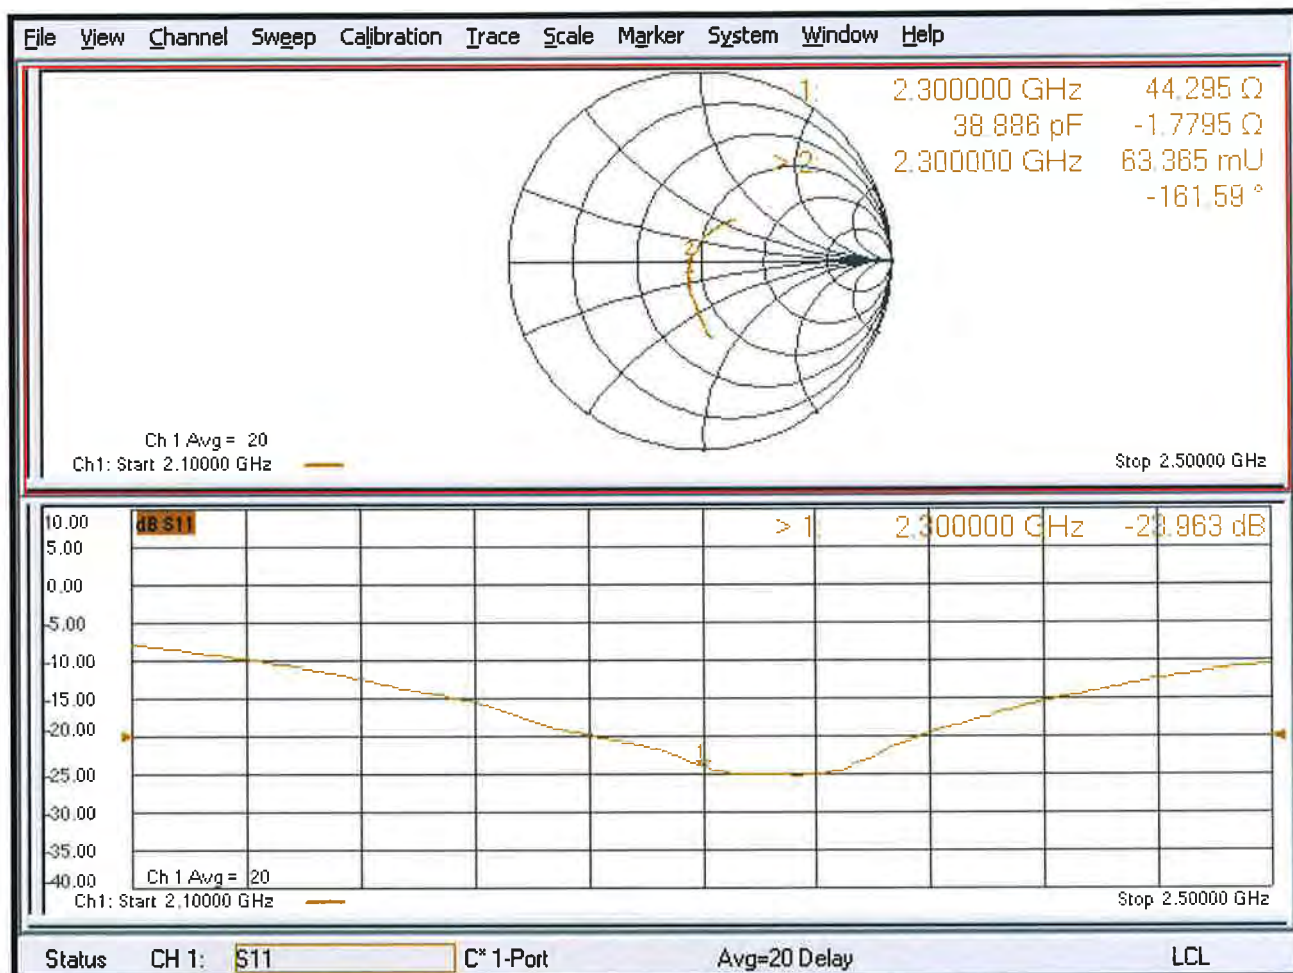 File View Channel Sweep Calibration Trace Scale Marker System Window Help
1: 2.300000 GHz 44.295 Ω
38.886 pF -1.7795 Ω
> 2: 2.300000 GHz 63.365 mU
-161.59 °
2
Ch 1 Avg = 20
Ch1: Start 2.10000 GHz
Stop 2.50000 GHz
10.00 dB S11 > 1: 2.300000 GHz -23.963 dB
5.00
0.00
-5.00
-10.00
-15.00
-20.00
1
-25.00
-30.00
-35.00
-40.00
Ch 1 Avg = 20
Ch1: Start 2.10000 GHz
Stop 2.50000 GHz
Status CH 1: S11 C* 1-Port Avg=20 Delay LCL